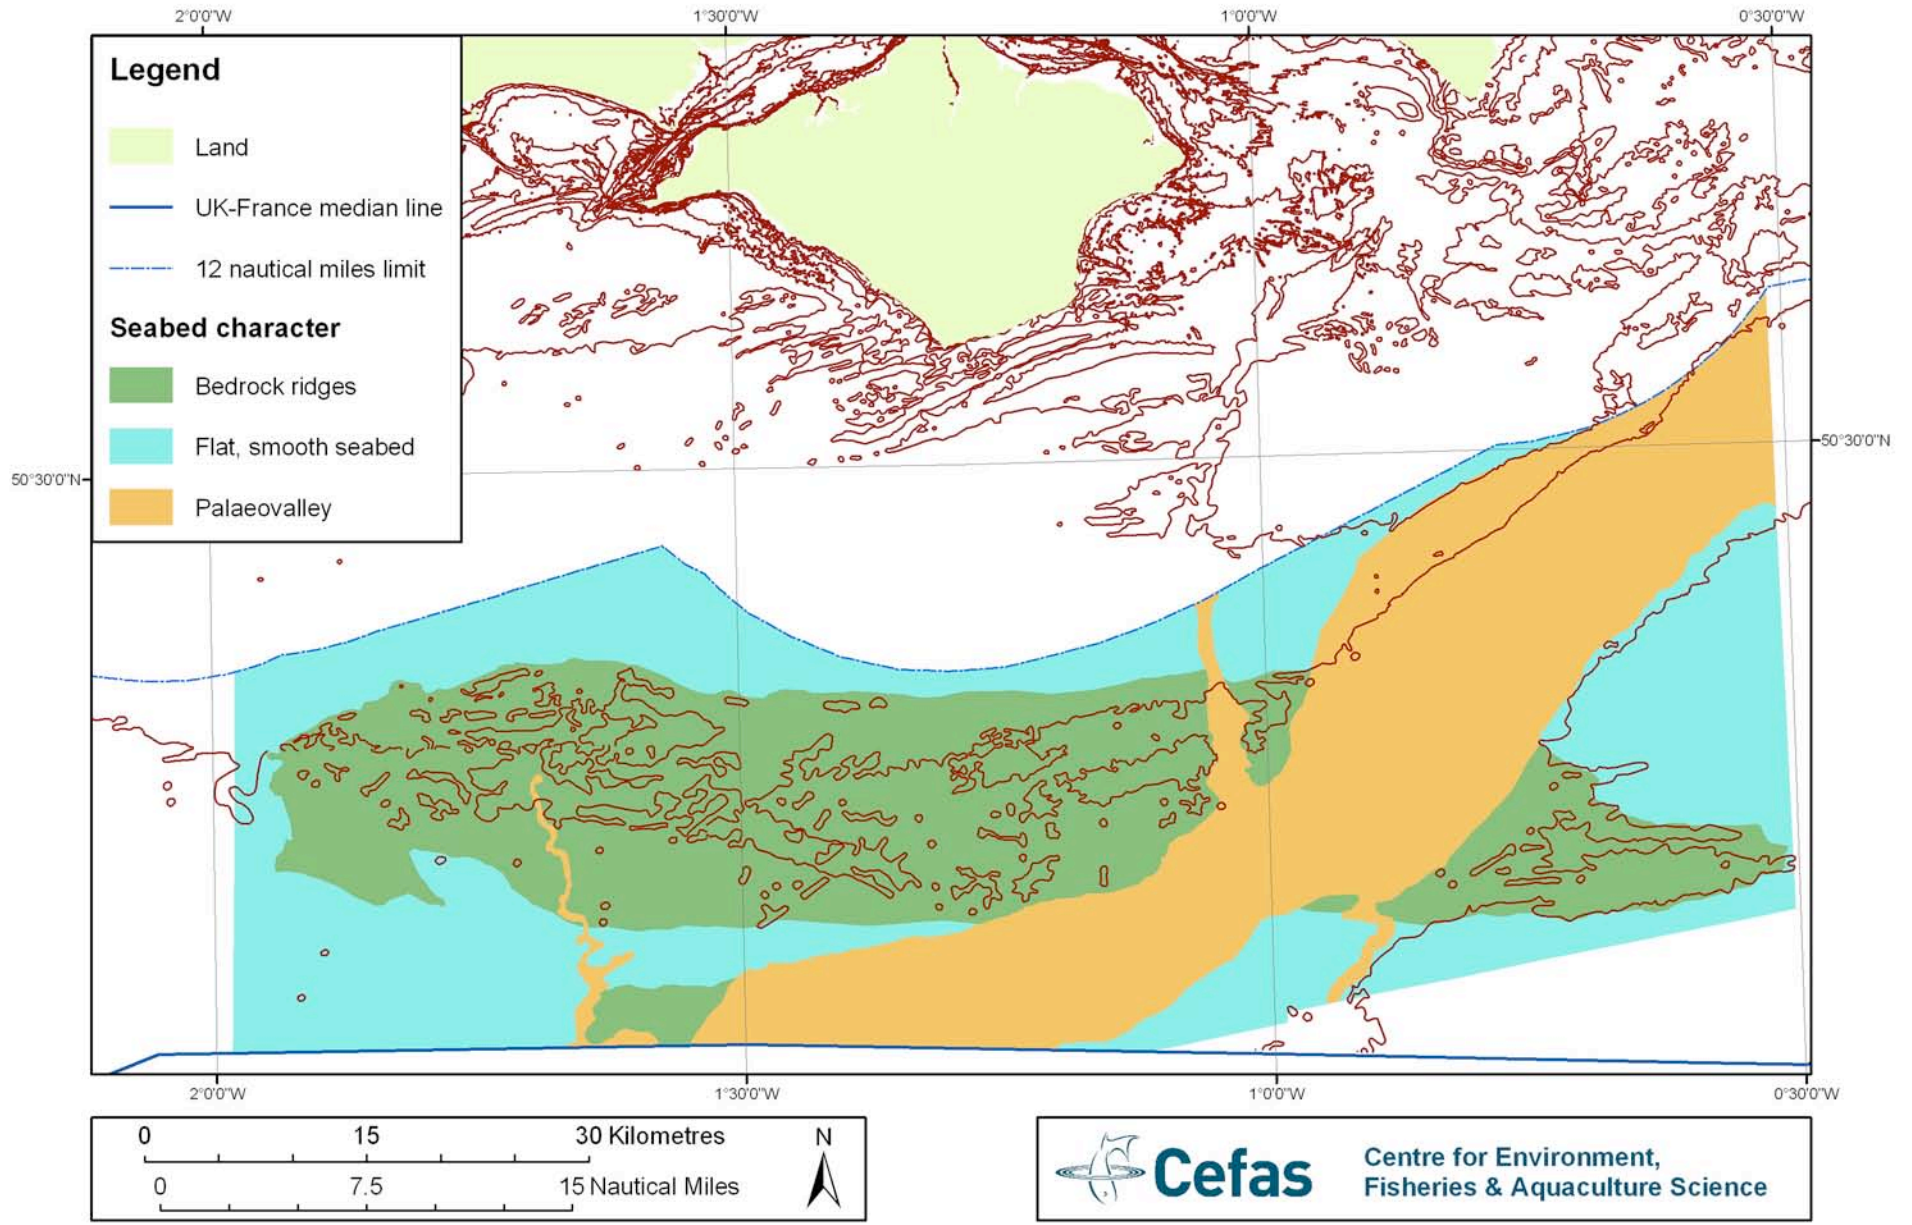 2°0'0"W 1°30'0"W 1°0'0"W 0°30'0"W
Legend
Land
UK-France median line
12 nautical miles limit
Seabed character
Bedrock ridges
Flat, smooth seabed
Palaeovalley
50°30'0"N
50°30'0"N
2°0'0"W 1°30'0"W 1°0'0"W 0°30'0"W
0 15 30 Kilometres
0 7.5 15 Nautical Miles
N
Cefas
Centre for Environment,
Fisheries & Aquaculture Science